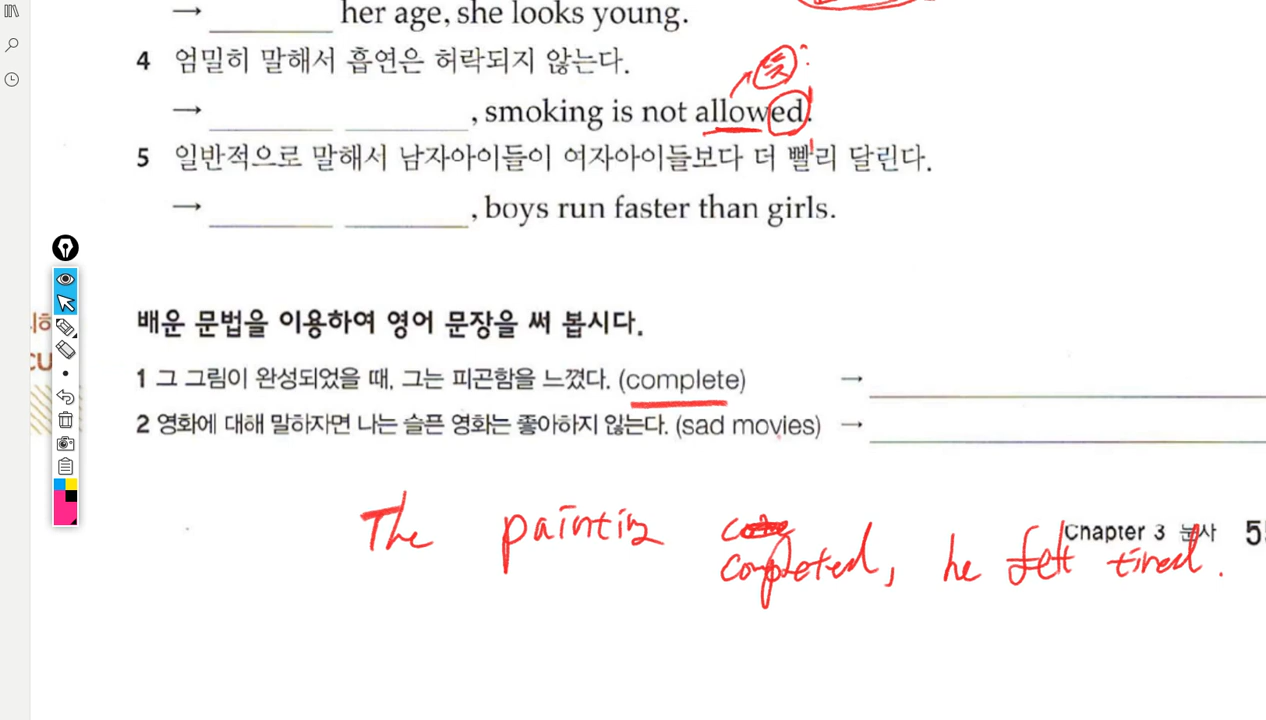 → ______ her age, she looks young.
4 엄밀히 말해서 흡연은 허락되지 않는다.
뜻
→ ______ ______, smoking is not allowed.
5 일반적으로 말해서 남자아이들이 여자아이들보다 더 빨리 달린다.
→ ______ ______, boys run faster than girls.
배운 문법을 이용하여 영어 문장을 써 봅시다.
1 그 그림이 완성되었을 때, 그는 피곤함을 느꼈다. (complete) →
2 영화에 대해 말하자면 나는 슬픈 영화는 좋아하지 않는다. (sad movies) →
The painting completed, he felt tired.
Chapter 3 분사